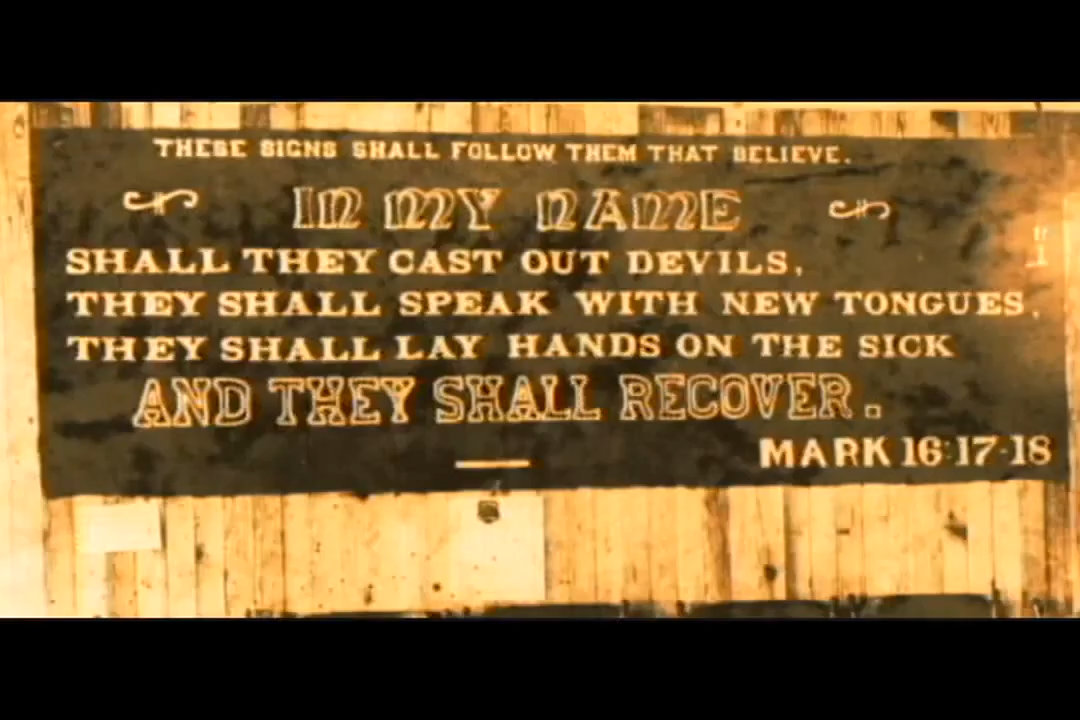 THESE SIGNS SHALL FOLLOW THEM THAT BELIEVE.
IN MY NAME
SHALL THEY CAST OUT DEVILS,
THEY SHALL SPEAK WITH NEW TONGUES,
THEY SHALL LAY HANDS ON THE SICK
AND THEY SHALL RECOVER.
MARK 16:17-18